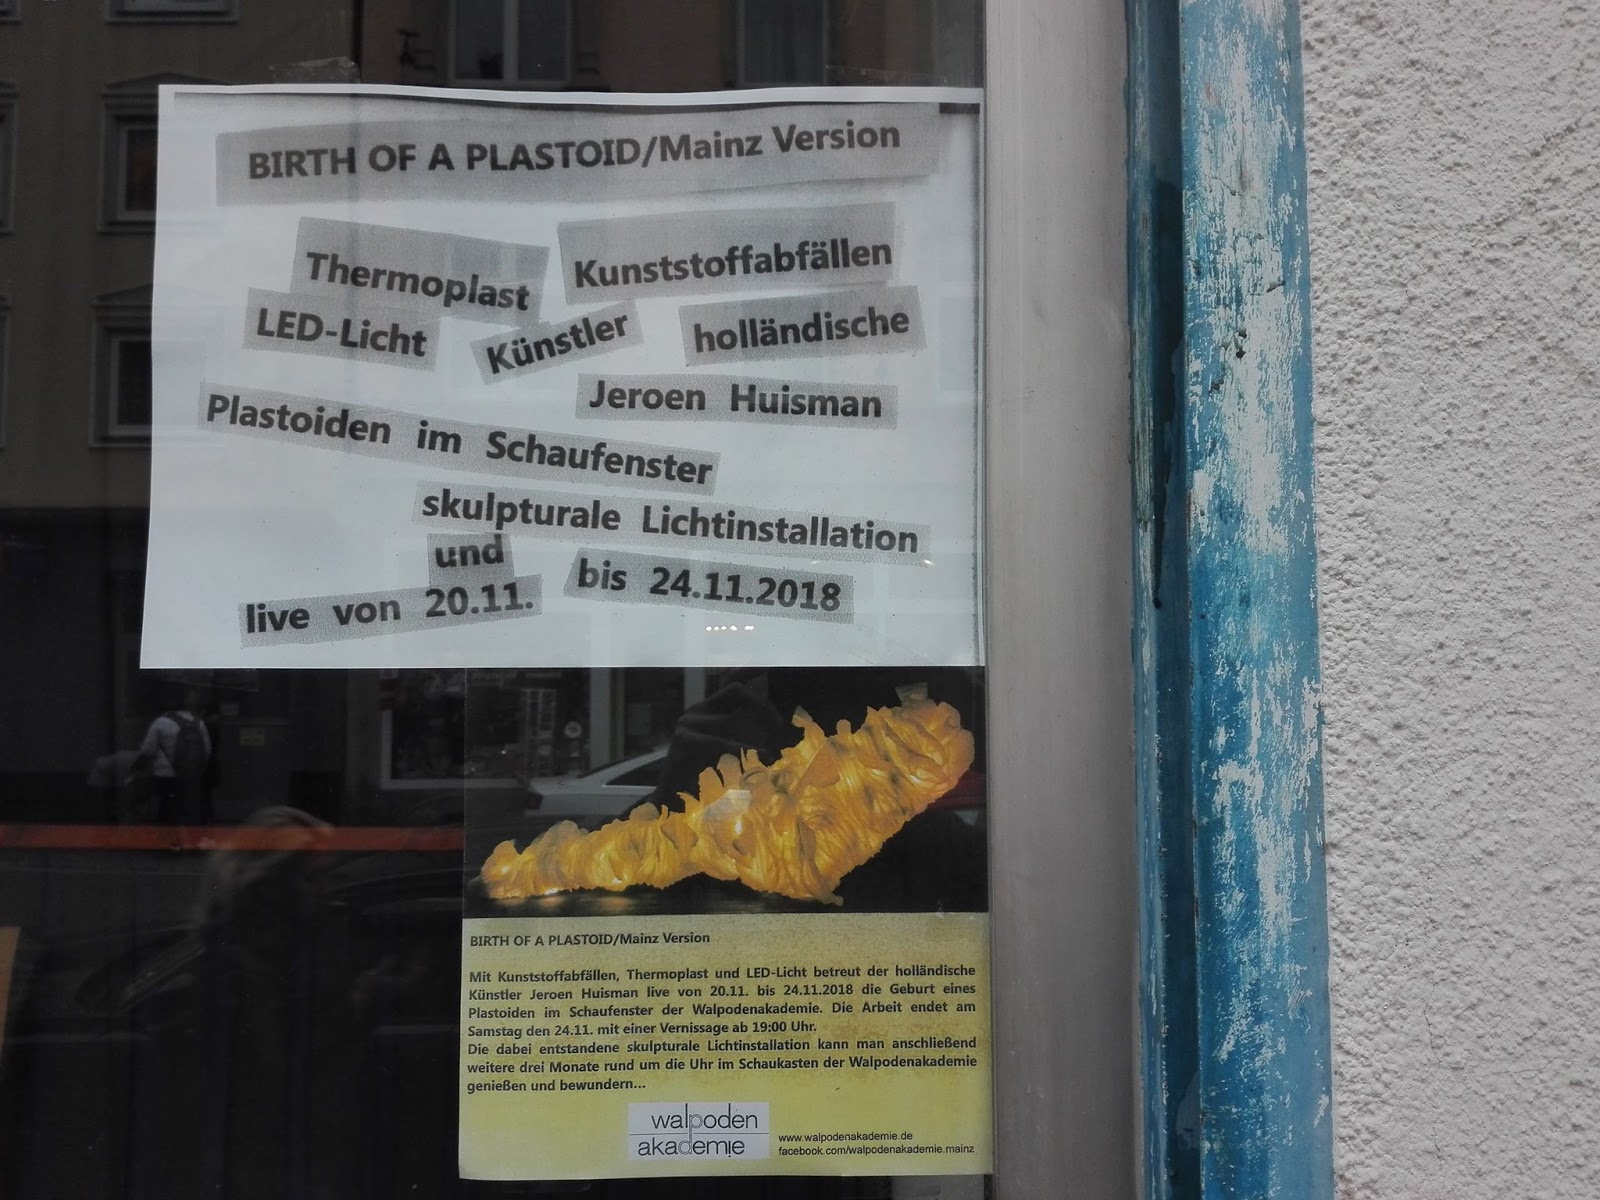 BIRTH OF A PLASTOID/Mainz Version
Thermoplast Kunststoffabfällen
LED-Licht Künstler holländische
Jeroen Huisman
Plastoiden im Schaufenster
skulpturale Lichtinstallation
und
live von 20.11. bis 24.11.2018
BIRTH OF A PLASTOID/Mainz Version
Mit Kunststoffabfällen, Thermoplast und LED-Licht betreut der holländische
Künstler Jeroen Huisman live von 20.11. bis 24.11.2018 die Geburt eines
Plastoiden im Schaufenster der Walpodenakademie. Die Arbeit endet am
Samstag den 24.11. mit einer Vernissage ab 19:00 Uhr.
Die dabei entstandene skulpturale Lichtinstallation kann man anschließend
weitere drei Monate rund um die Uhr im Schaukasten der Walpodenakademie
genießen und bewundern...
walpoden
akademie
www.walpodenakademie.de
facebook.com/walpodenakademie.mainz